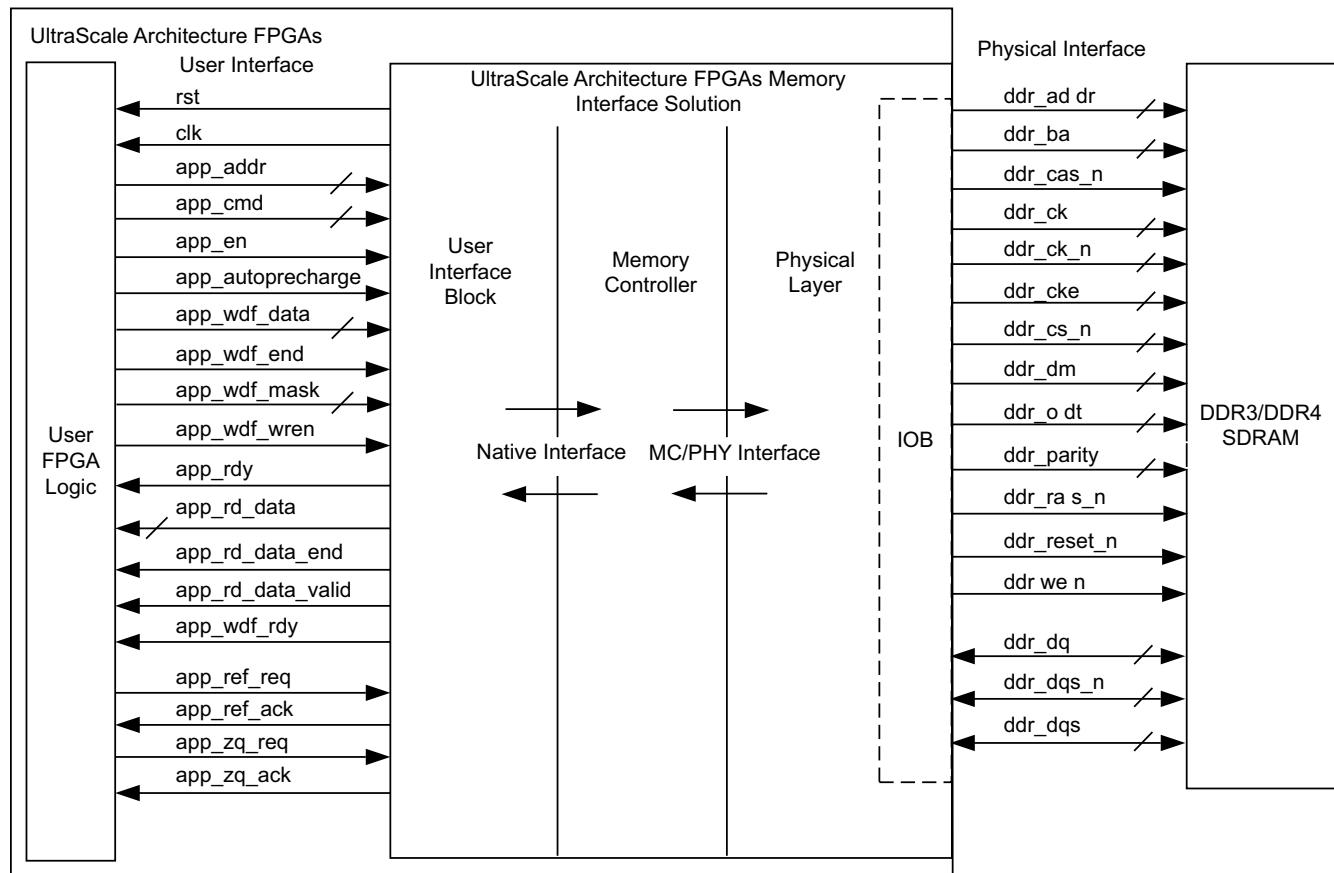 UltraScale Architecture FPGAs
User Interface
Physical Interface
UltraScale Architecture FPGAs Memory
Interface Solution
rst
clk
app_addr
app_cmd
app_en
app_autoprecharge
app_wdf_data
app_wdf_end
app_wdf_mask
app_wdf_wren
app_rdy
app_rd_data
app_rd_data_end
app_rd_data_valid
app_wdf_rdy
app_ref_req
app_ref_ack
app_zq_req
app_zq_ack
User
FPGA
Logic
User
Interface
Block
Memory
Controller
Physical
Layer
Native Interface
MC/PHY Interface
IOB
ddr_ad dr
ddr_ba
ddr_cas_n
ddr_ck
ddr_ck_n
ddr_cke
ddr_cs_n
ddr_dm
ddr_o dt
ddr_parity
ddr_ra s_n
ddr_reset_n
ddr we n
ddr_dq
ddr_dqs_n
ddr_dqs
DDR3/DDR4
SDRAM